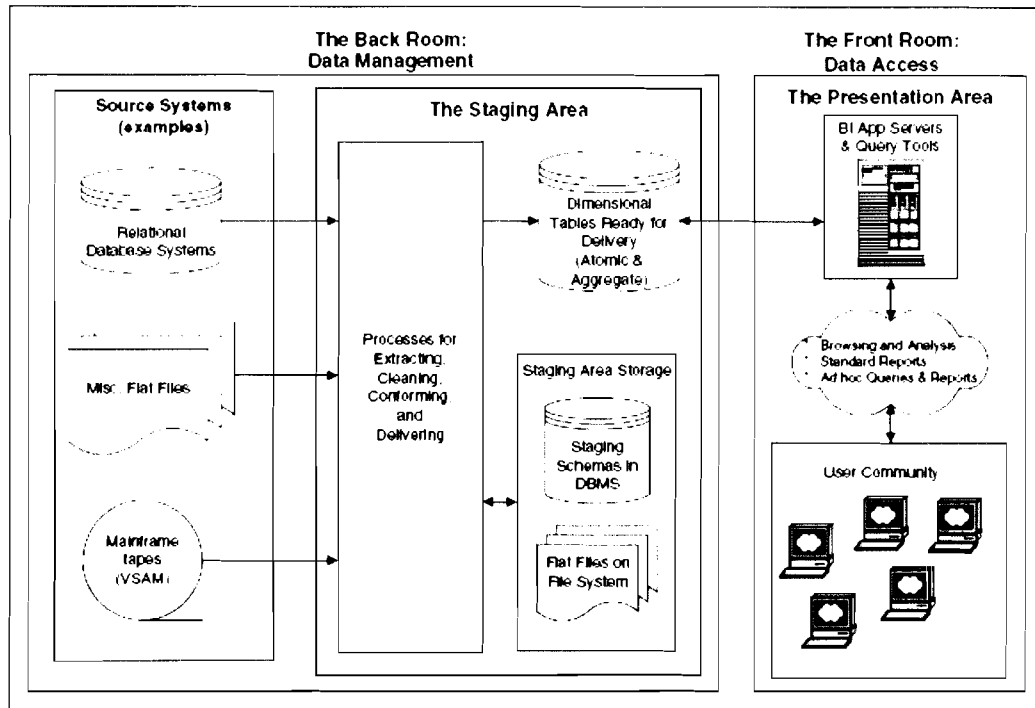 The Back Room:
Data Management
The Front Room:
Data Access
Source Systems
(examples)
Relational
Database Systems
Misc. Flat Files
Mainframe
tapes
(VSAM)
The Staging Area
Processes for
Extracting,
Cleaning,
Conforming,
and
Delivering
Dimensional
Tables Ready for
Delivery
(Atomic &
Aggregate)
Staging Area Storage
Staging
Schemas in
DBMS
Flat Files on
File System
The Presentation Area
BI App Servers
& Query Tools
Browsing and Analysis
Standard Reports
Ad hoc Queries & Reports
User Community